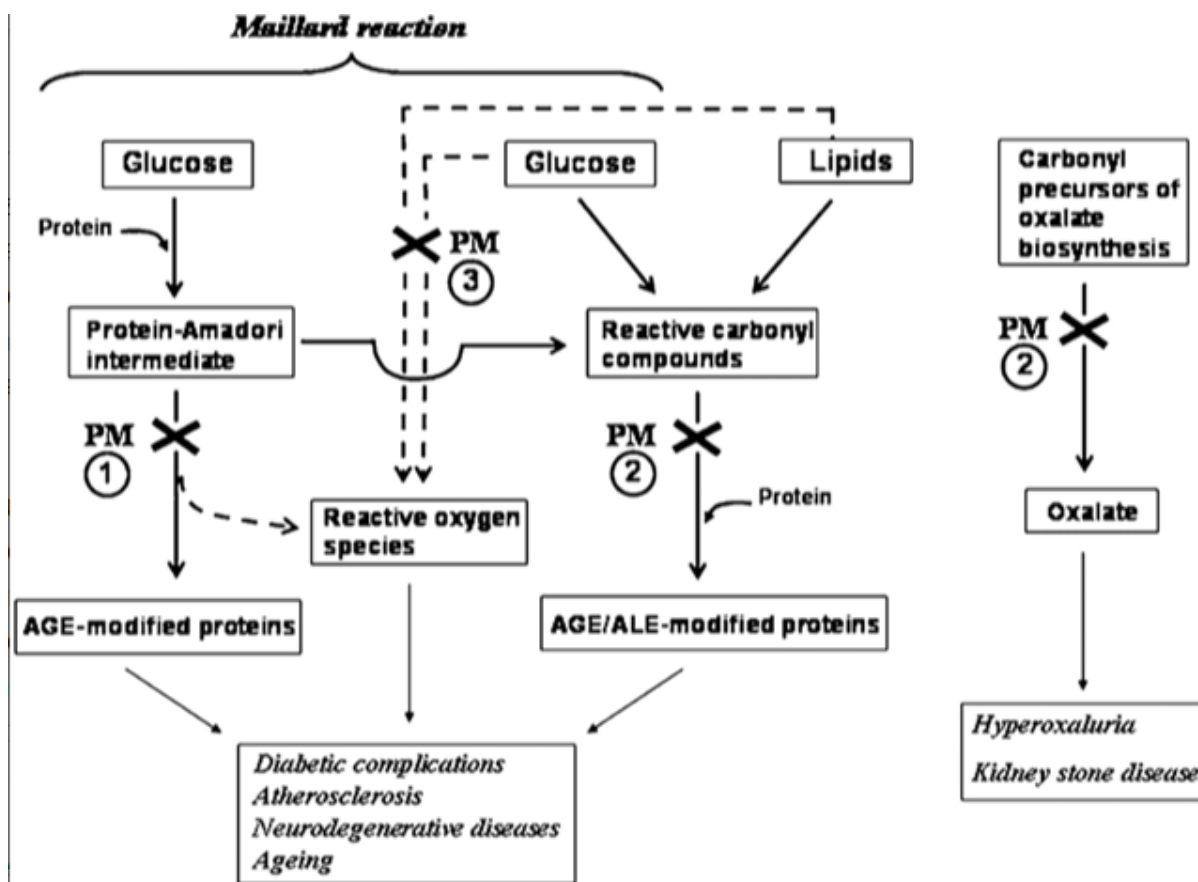 Maillard reaction
Glucose
Glucose
Lipids
Carbonyl
precursors of
oxalate
biosynthesis
Protein
PM
3
Protein-Amadori
intermediate
Reactive carbonyl
compounds
PM
2
PM
1
PM
2
Protein
Reactive oxygen
species
Oxalate
AGE-modified proteins
AGE/ALE-modified proteins
Hyperoxaluria
Kidney stone disease
Diabetic complications
Atherosclerosis
Neurodegenerative diseases
Ageing